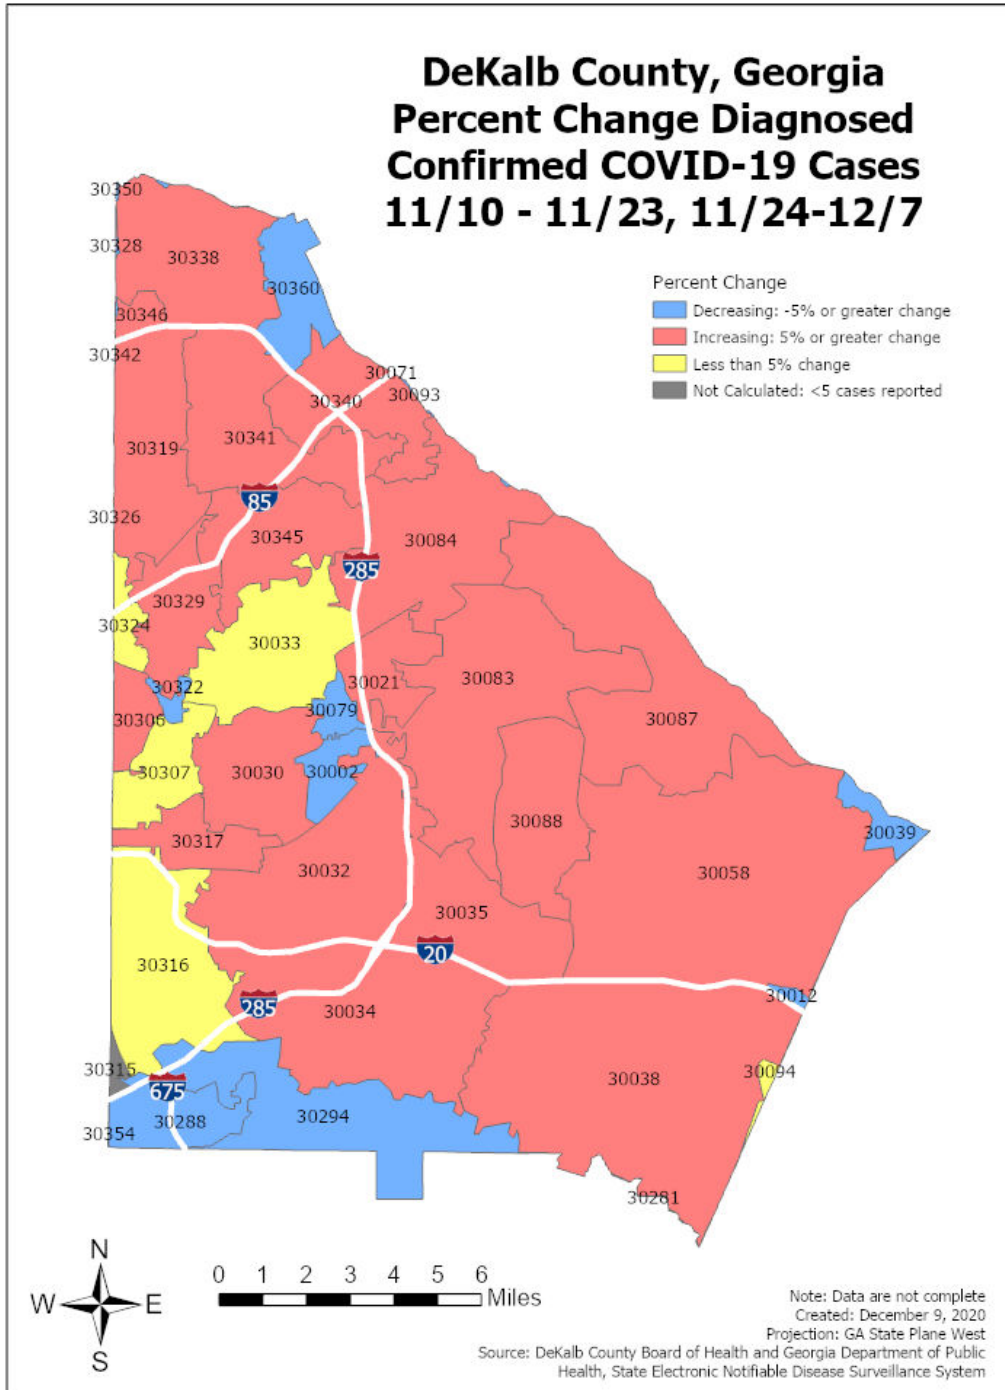 DeKalb County, Georgia
Percent Change Diagnosed
Confirmed COVID-19 Cases
11/10 - 11/23, 11/24-12/7
Percent Change
Decreasing: -5% or greater change
Increasing: 5% or greater change
Less than 5% change
Not Calculated: <5 cases reported
30350
30328
30338
30360
30346
30342
30071
30340
30093
30319
30341
85
30326
30345
30084
285
30329
30324
30033
30322
30021
30083
30306
30079
30087
30307
30030
30002
30317
30088
30039
30032
30058
30035
20
30316
30012
285
30034
30315
30094
30038
675
30288
30294
30354
30281
N
W E
S
0 1 2 3 4 5 6
Miles
Note: Data are not complete
Created: December 9, 2020
Projection: GA State Plane West
Source: DeKalb County Board of Health and Georgia Department of Public
Health, State Electronic Notifiable Disease Surveillance System